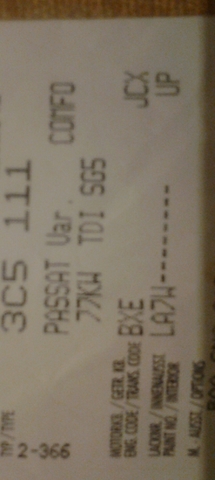 TYP/TYPE
3C5 111
2-366
PASSAT Var. COMFO
77KW TDI SG5
MOTORKB./GETR.KB.
ENG.CODE/TRANS.CODE
BXE JCX
LACKNR./INNENAUSST.
PAINT NO./INTERIOR
LA7W-------- UP
M.AUSST./OPTIONS